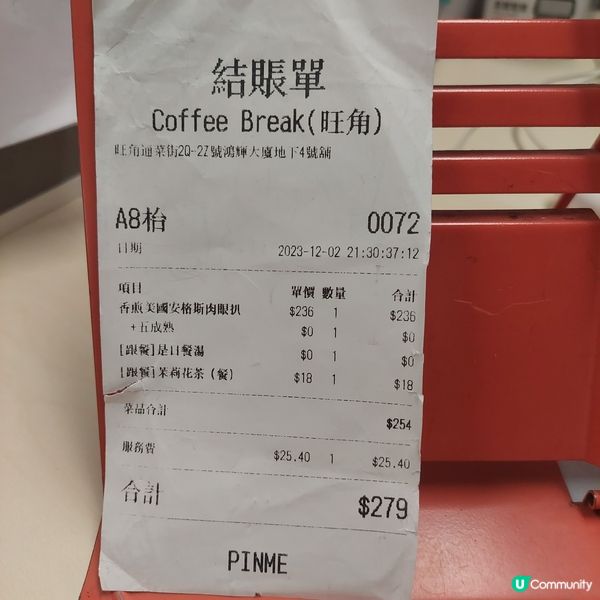 結賬單
Coffee Break(旺角)
旺角通菜街2Q-2Z號鴻輝大廈地下4號舖
A8枱 0072
日期 2023-12-02 21:30:37:12
項目 單價 數量 合計
香煎美國安格斯肉眼扒 $236 1 $236
+五成熟 $0 1 $0
[跟餐]是日餐湯 $0 1 $0
[跟餐]茉莉花茶（餐） $18 1 $18
菜品合計 $254
服務費 $25.40 1 $25.40
合計 $279
PINME
U Community